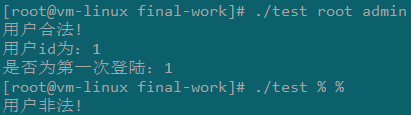 [root@vm-linux final-work]# ./test root admin
用户合法!
用户id为：1
是否为第一次登陆：1
[root@vm-linux final-work]# ./test % %
用户非法!